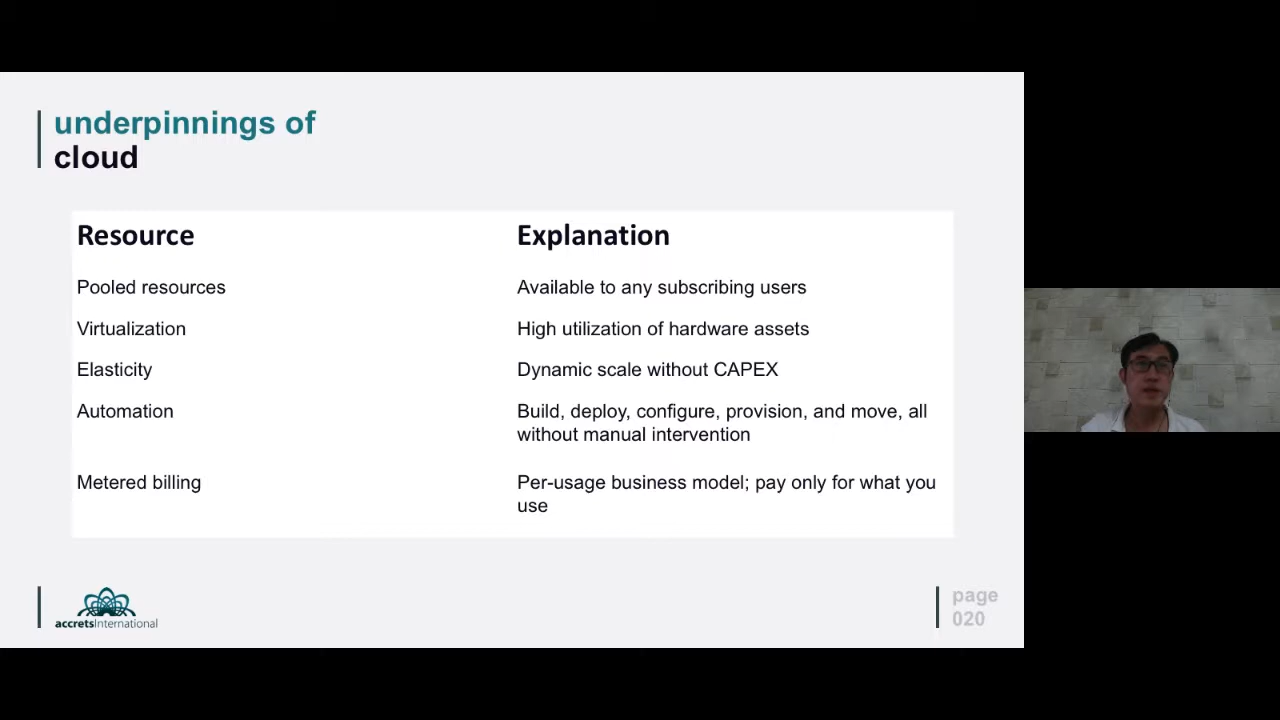 underpinnings of
cloud
Resource
Explanation
Pooled resources
Available to any subscribing users
Virtualization
High utilization of hardware assets
Elasticity
Dynamic scale without CAPEX
Automation
Build, deploy, configure, provision, and move, all
without manual intervention
Metered billing
Per-usage business model; pay only for what you
use
accretsInternational
page
020